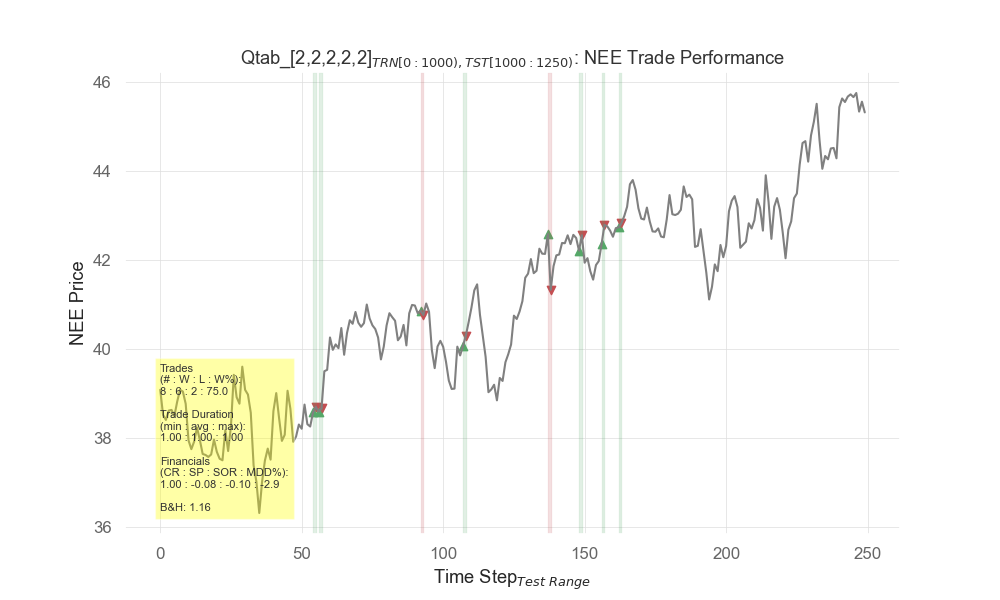 Qtab_[2,2,2,2,2]TRN[0 : 1000), TST[1000 : 1250): NEE Trade Performance
46
44
42
40
38
36
NEE Price
Trades
(# : W : L : W%):
8 : 6 : 2 : 75.0
Trade Duration
(min : avg : max):
1.00 : 1.00 : 1.00
Financials
(CR : SP : SOR : MDD%):
1.00 : -0.08 : -0.10 : -2.9
B&H: 1.16
0 50 100 150 200 250
Time StepTest Range